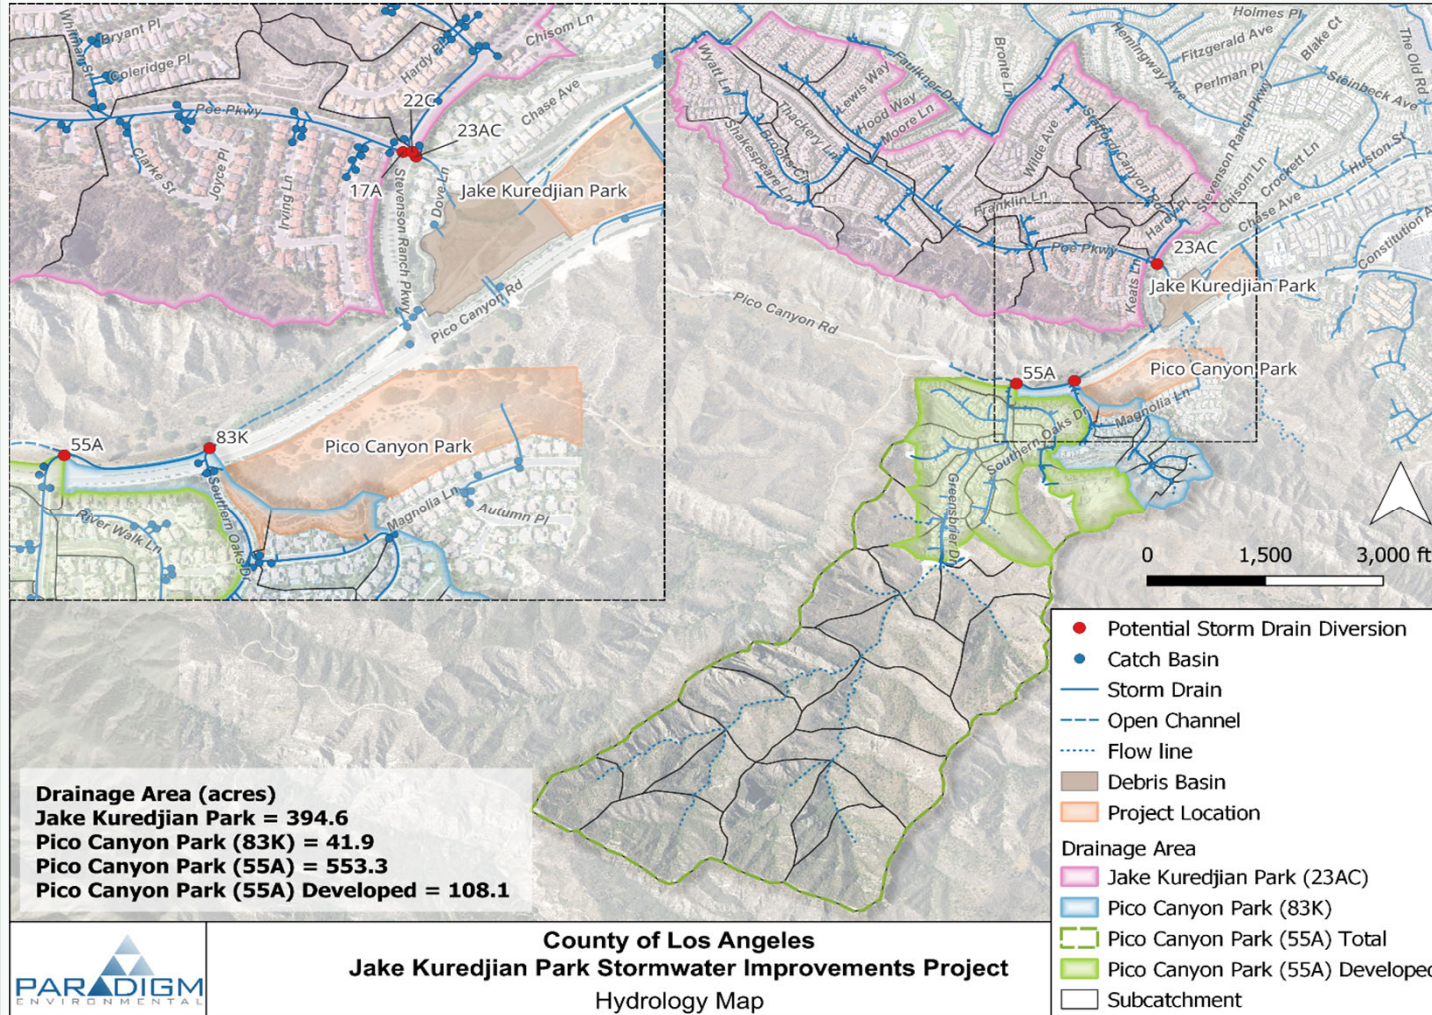 Whitman St
Bryant Pl
Coleridge Pl
Hardy Pl
Chisom Ln
22C
Chase Ave
Poe Pkwy
23AC
Clarke St
Joyce Pl
Irving Ln
17A
Stevenson Ranch Pkwy
Dove Ln
Jake Kuredjian Park
Pico Canyon Rd
55A
83K
Pico Canyon Park
River Walk Ln
Southern Oaks Dr
Magnolia Ln
Autumn Pl
Wyatt Ln
Shakespeare Ln
Brooks Cir
Thackery Ln
Lewis Way
Hood Way
Moore Ln
Faulkner Dr
Bronte Ln
Hemingway Ave
Holmes Pl
Fitzgerald Ave
Perlman Pl
Blake Ct
The Old Rd
Steinbeck Ave
Stevenson Ranch Pkwy
Wilde Ave
Stafford Canyon Rd
Franklin Ln
Hardy Pl
Chisom Ln
Crockett Ln
Huston St
Chase Ave
Constitution A
Poe Pkwy
23AC
Keats Ln
Jake Kuredjian Park
Pico Canyon Rd
55A
Pico Canyon Park
Magnolia Ln
Southern Oaks Dr
Greensbrier Dr
0 1,500 3,000 ft
Potential Storm Drain Diversion
Catch Basin
Storm Drain
Open Channel
Flow line
Debris Basin
Project Location
Drainage Area
Jake Kuredjian Park (23AC)
Pico Canyon Park (83K)
Pico Canyon Park (55A) Total
Pico Canyon Park (55A) Developed
Subcatchment
Drainage Area (acres)
Jake Kuredjian Park = 394.6
Pico Canyon Park (83K) = 41.9
Pico Canyon Park (55A) = 553.3
Pico Canyon Park (55A) Developed = 108.1
PARADIGM
ENVIRONMENTAL
County of Los Angeles
Jake Kuredjian Park Stormwater Improvements Project
Hydrology Map